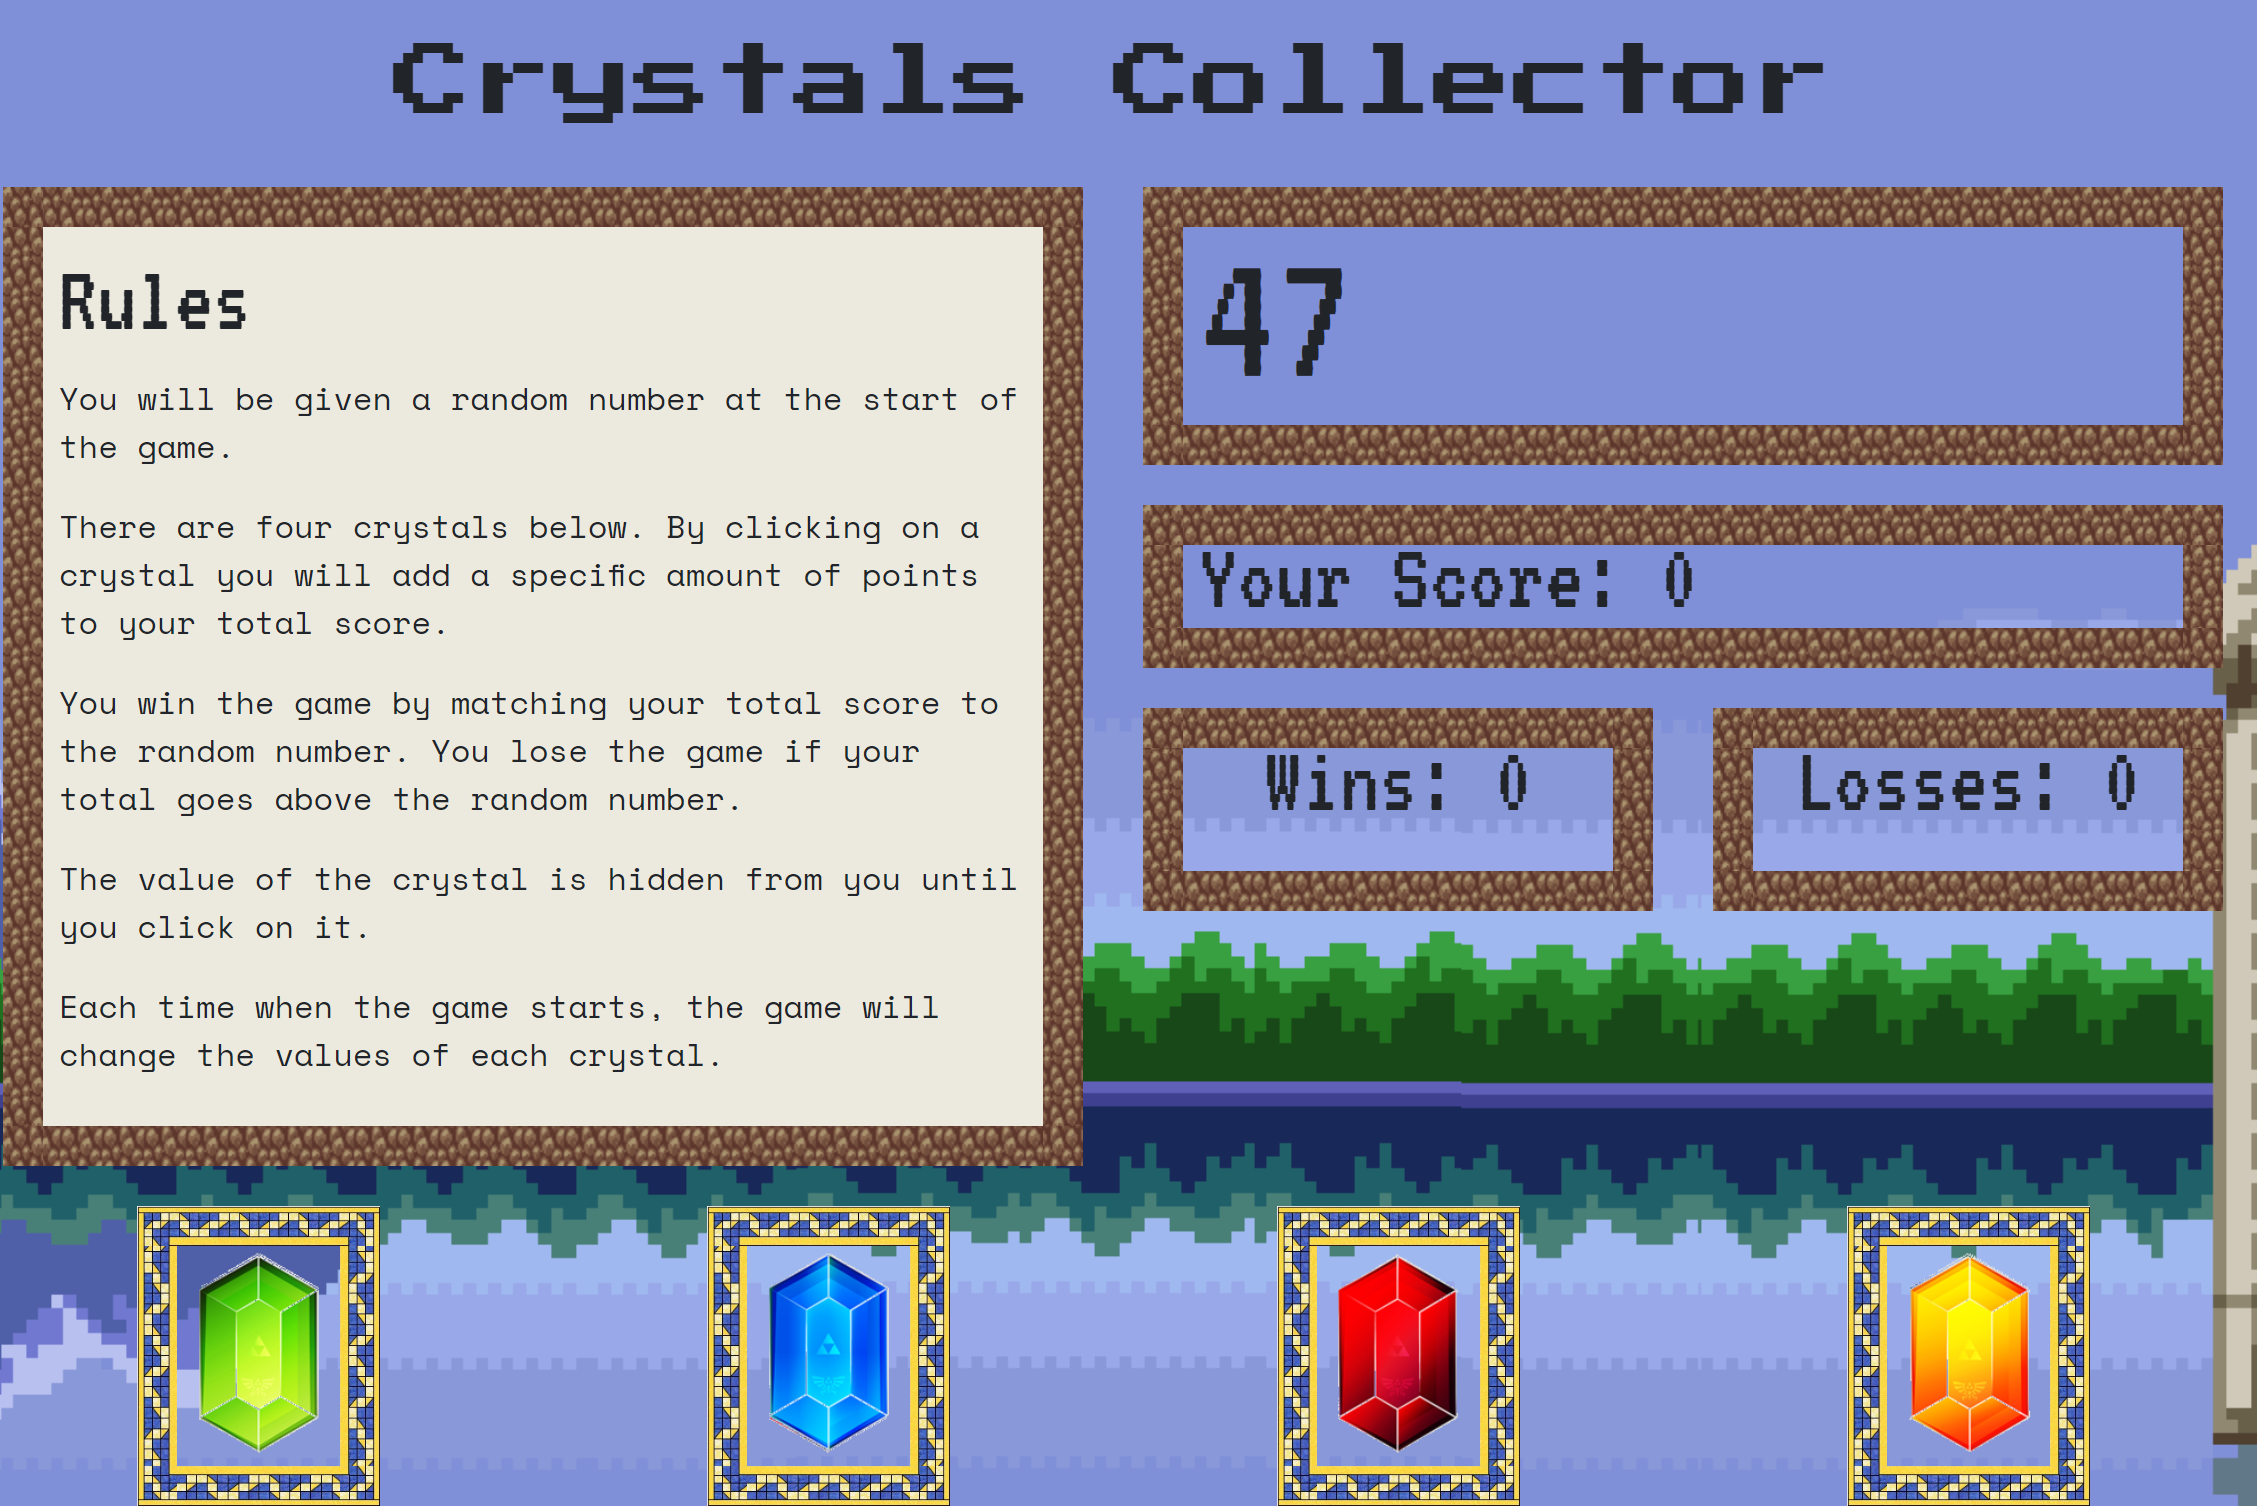 Crystals Collector
Rules
You will be given a random number at the start of
the game.
There are four crystals below. By clicking on a
crystal you will add a specific amount of points
to your total score.
You win the game by matching your total score to
the random number. You lose the game if your
total goes above the random number.
The value of the crystal is hidden from you until
you click on it.
Each time when the game starts, the game will
change the values of each crystal.
47
Your Score: 0
Wins: 0
Losses: 0